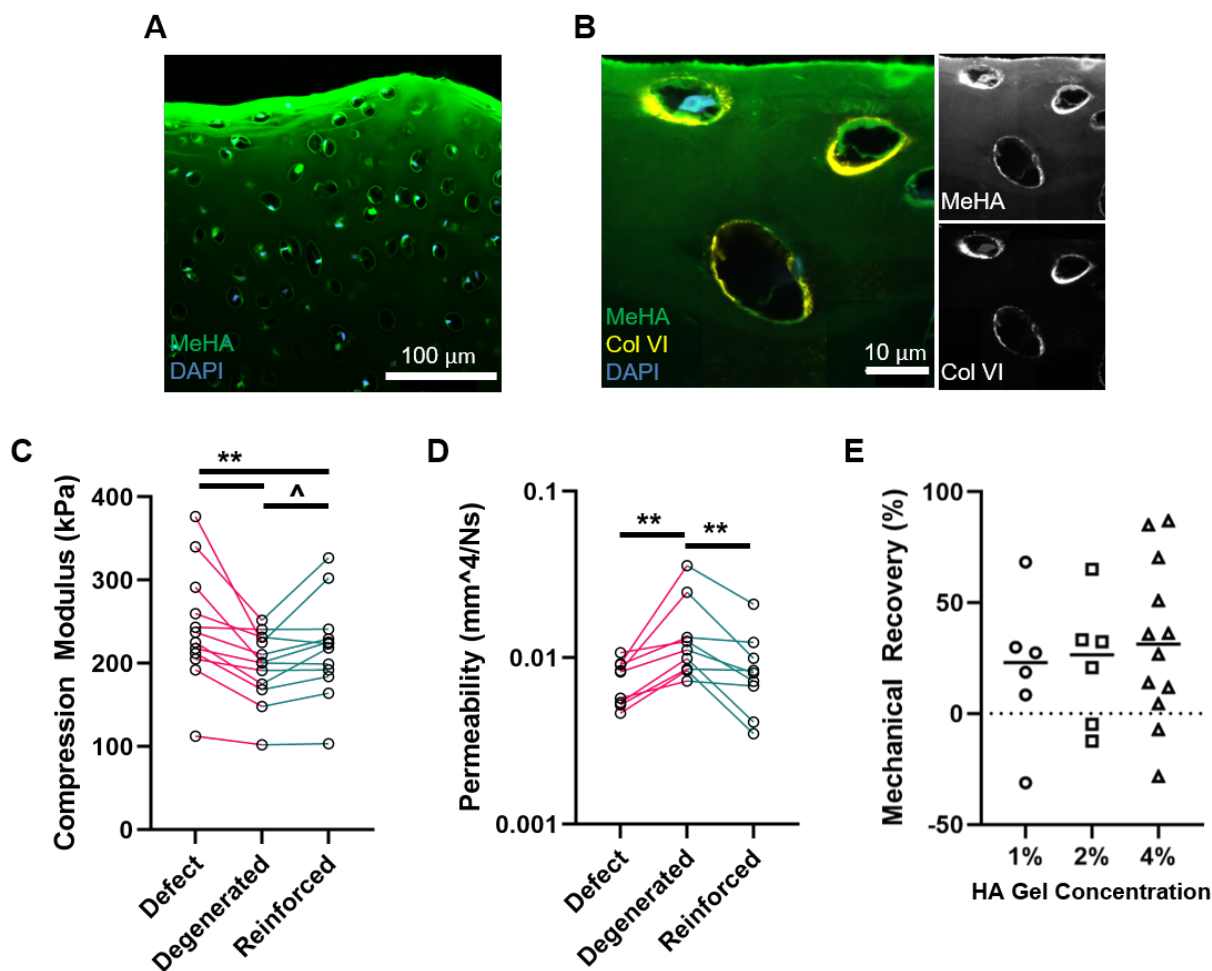 A
B
MeHA
DAPI
100 µm
MeHA
Col VI
DAPI
10 µm
MeHA
Col VI
C
Compression Modulus (kPa)
400
300
200
100
0
**
^
Defect
Degenerated
Reinforced
D
Permeability (mm^4/Ns)
0.1
0.01
0.001
**
**
Defect
Degenerated
Reinforced
E
Mechanical Recovery (%)
100
50
0
-50
1% 2% 4%
HA Gel Concentration